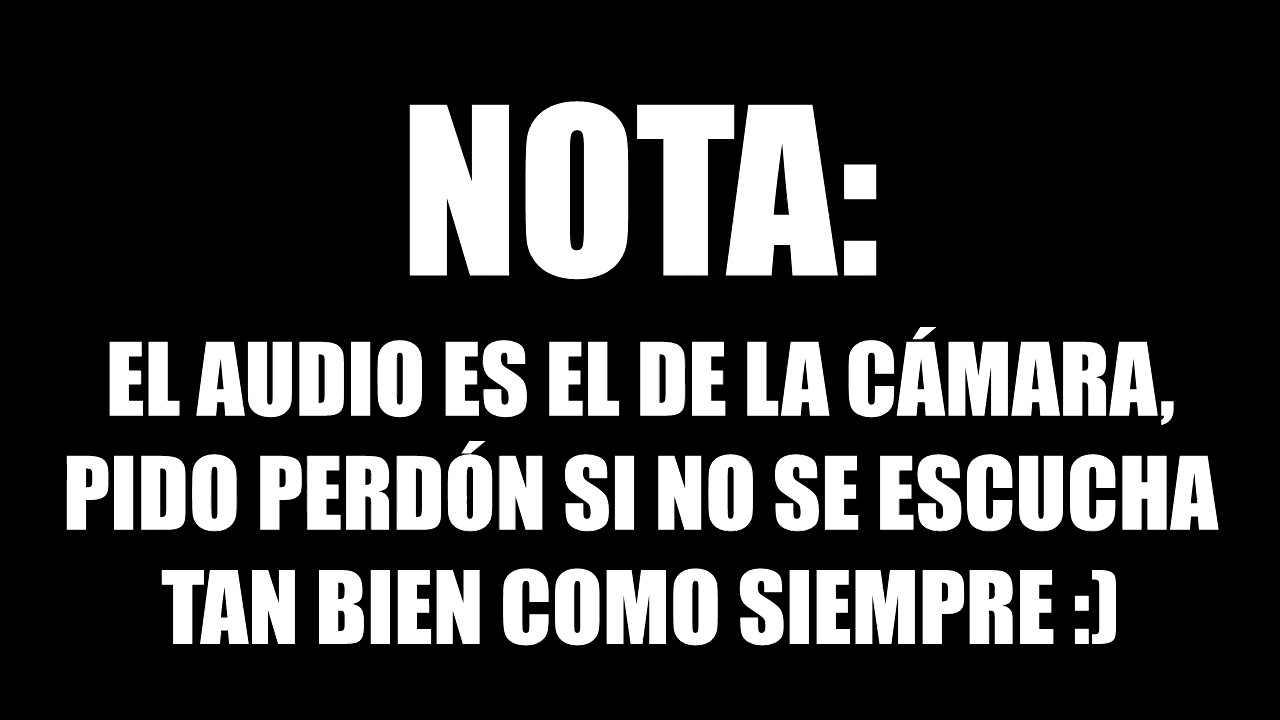 NOTA:
EL AUDIO ES EL DE LA CÁMARA,
PIDO PERDÓN SI NO SE ESCUCHA
TAN BIEN COMO SIEMPRE :)